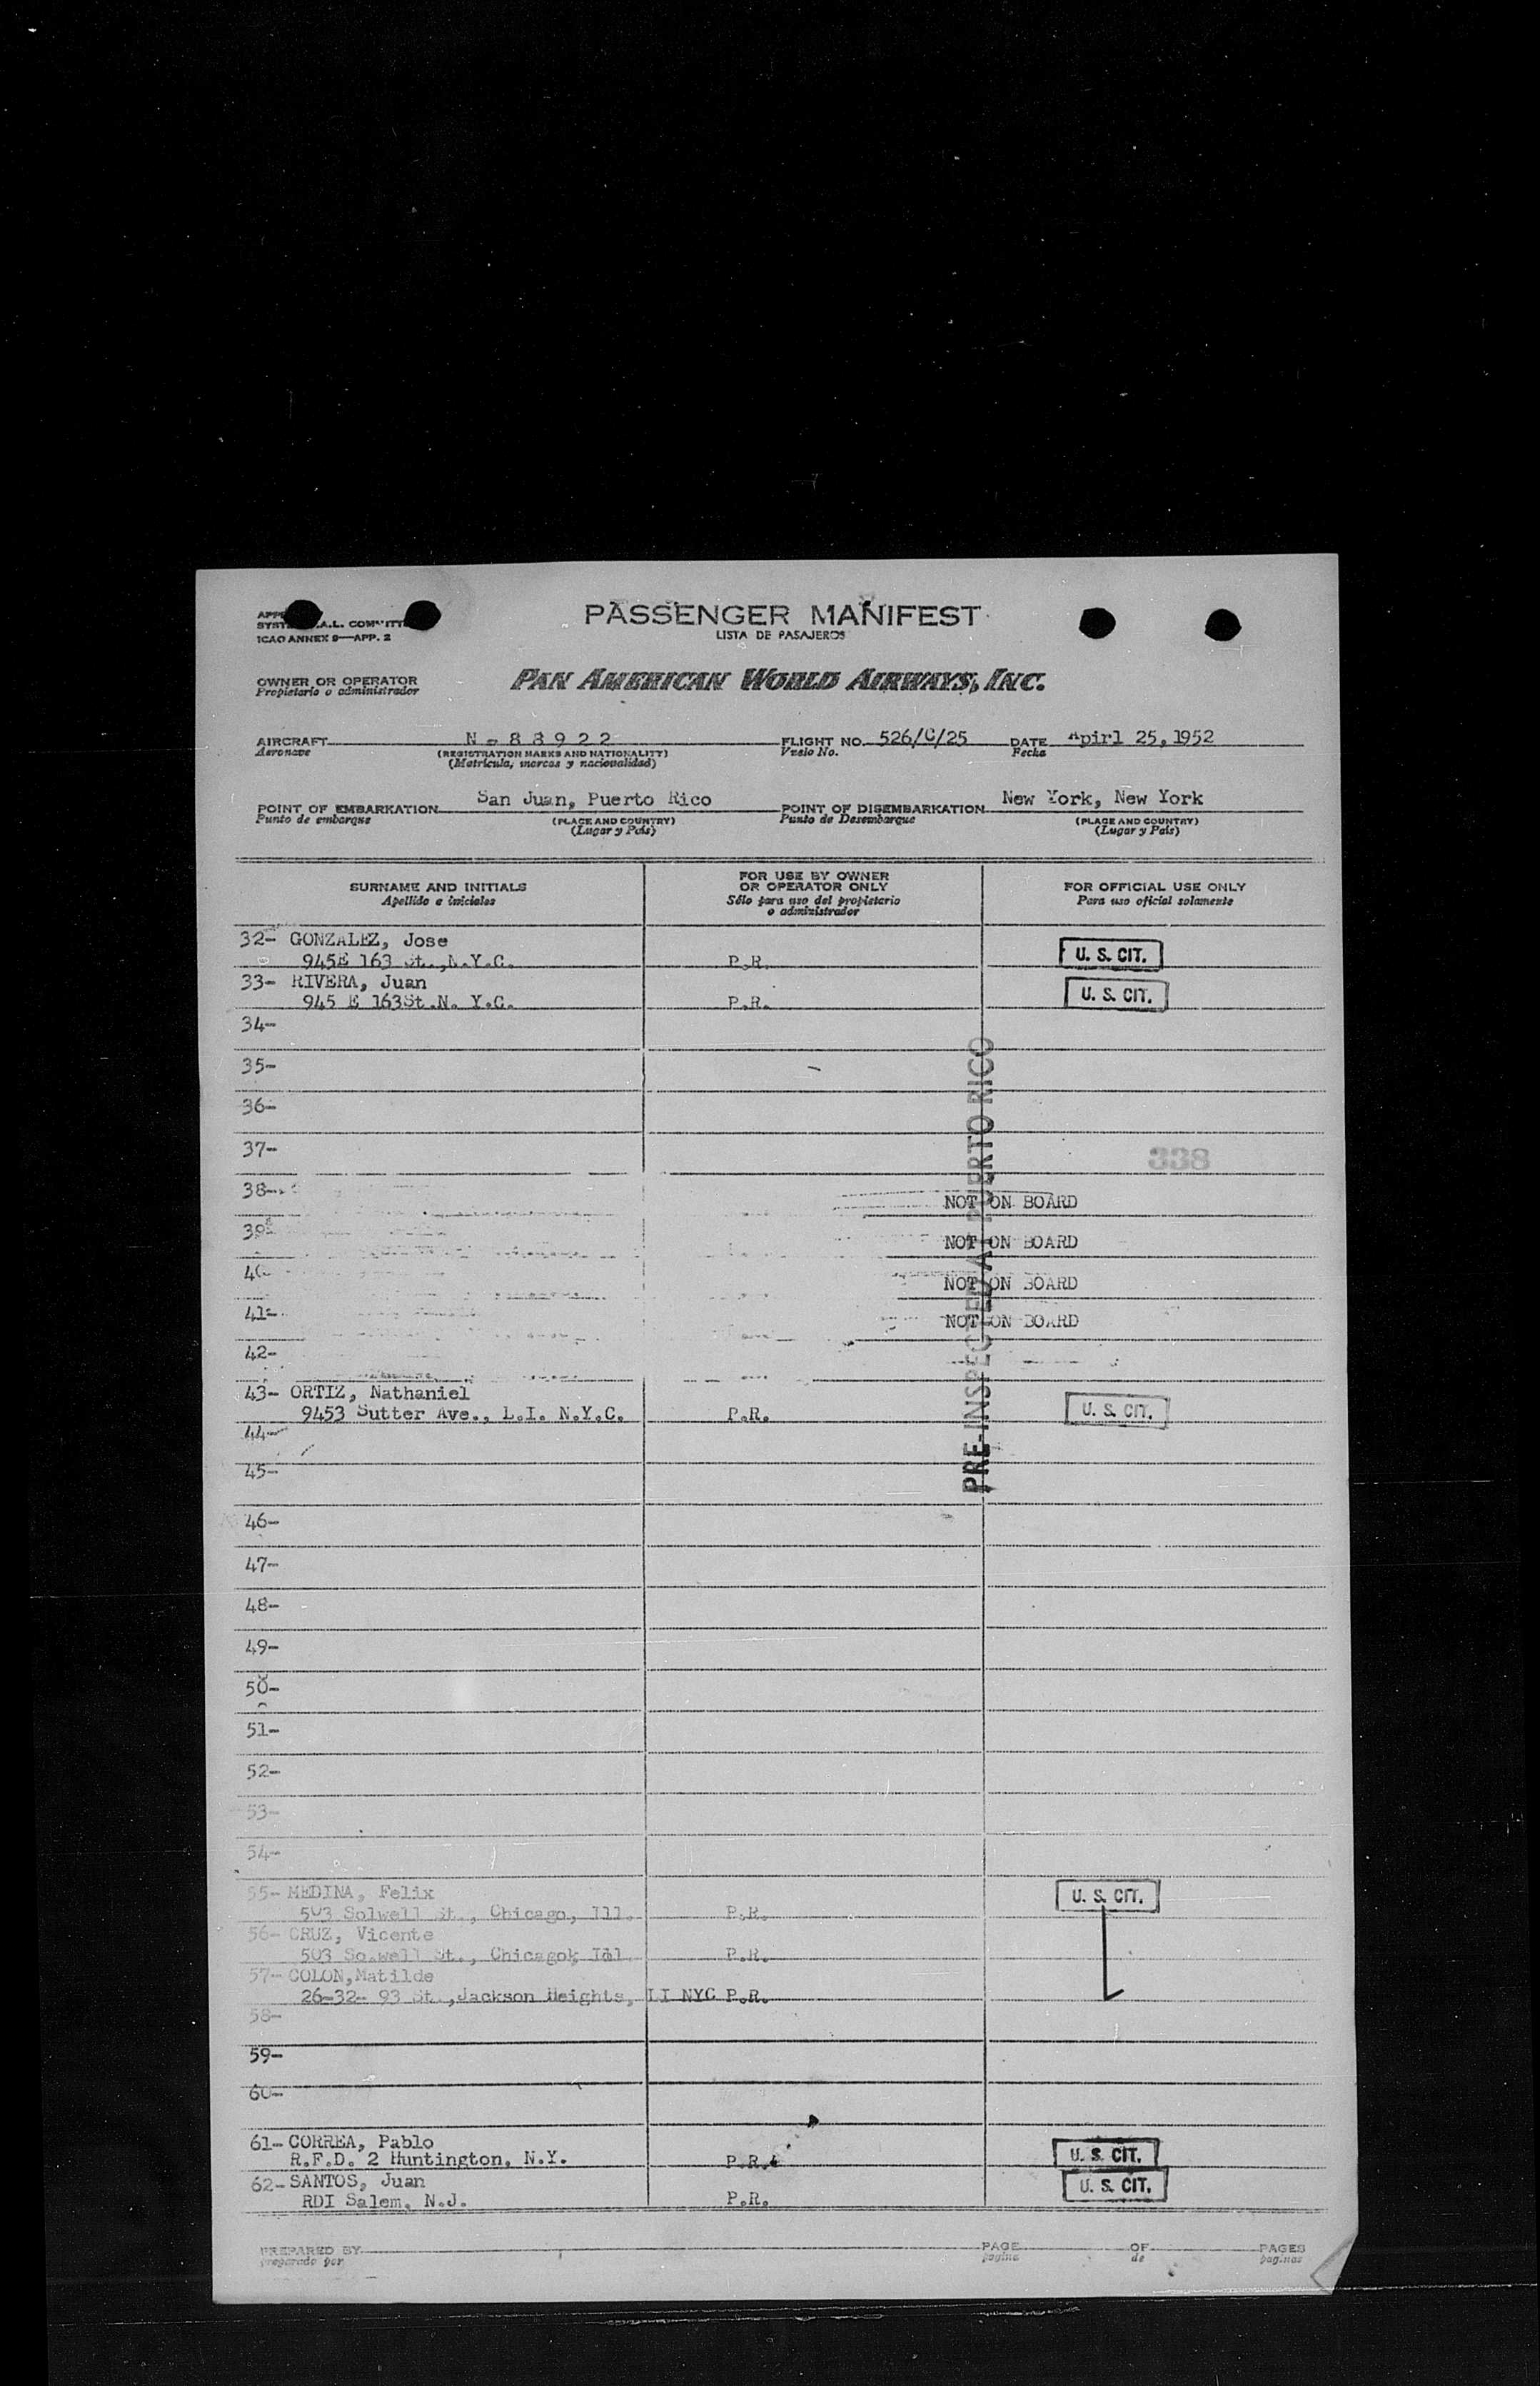 PASSENGER MANIFEST
LISTA DE PASAJEROS
ICAO ANNEX 9—APP. 2
OWNER OR OPERATOR
Propietario o administrador
PAN AMERICAN WORLD AIRWAYS, INC.
AIRCRAFT N-88922 FLIGHT NO. 526/C/25 DATE Apirl 25, 1952
Aeronave (REGISTRATION MARKS AND NATIONALITY) Vuelo No. Fecha
(Matrícula, marcas y nacionalidad)
POINT OF EMBARKATION San Juan, Puerto Rico POINT OF DISEMBARKATION New York, New York
Punto de embarque (PLACE AND COUNTRY) Punto de Desembarque (PLACE AND COUNTRY)
(Lugar y País) (Lugar y País)
SURNAME AND INITIALS
Apellido e iniciales
FOR USE BY OWNER
OR OPERATOR ONLY
Sólo para uso del propietario
o administrador
FOR OFFICIAL USE ONLY
Para uso oficial solamente
32- GONZALEZ, Jose
945E 163 St.,N.Y.C. P.R. U. S. CIT.
33- RIVERA, Juan
945 E 163St.N. Y.C. P.R. U. S. CIT.
34-
35-
36-
37-
338
38-
NOT ON BOARD
39-
NOT ON BOARD
40-
NOT ON BOARD
41-
NOT ON BOARD
42-
PRE-INSPECTED AT PUERTO RICO
43- ORTIZ, Nathaniel
9453 Sutter Ave., L.I. N.Y.C. P.R. U. S. CIT.
44-
45-
46-
47-
48-
49-
50-
51-
52-
53-
54-
55- MEDINA, Felix U. S. CIT.
503 Solwell St., Chicago, Ill. P.R.
56- CRUZ, Vicente
503 So.well St., Chicago P.R.
57- COLON,Matilde
26-32- 93 St.,Jackson Heights, LI NYC P.R.
58-
59-
60-
61- CORREA, Pablo
R.F.D. 2 Huntington, N.Y. P.R. U. S. CIT.
62- SANTOS, Juan
RDI Salem, N.J. P.R. U. S. CIT.
PREPARED BY PAGE OF PAGES
preparado por pagina de paginas